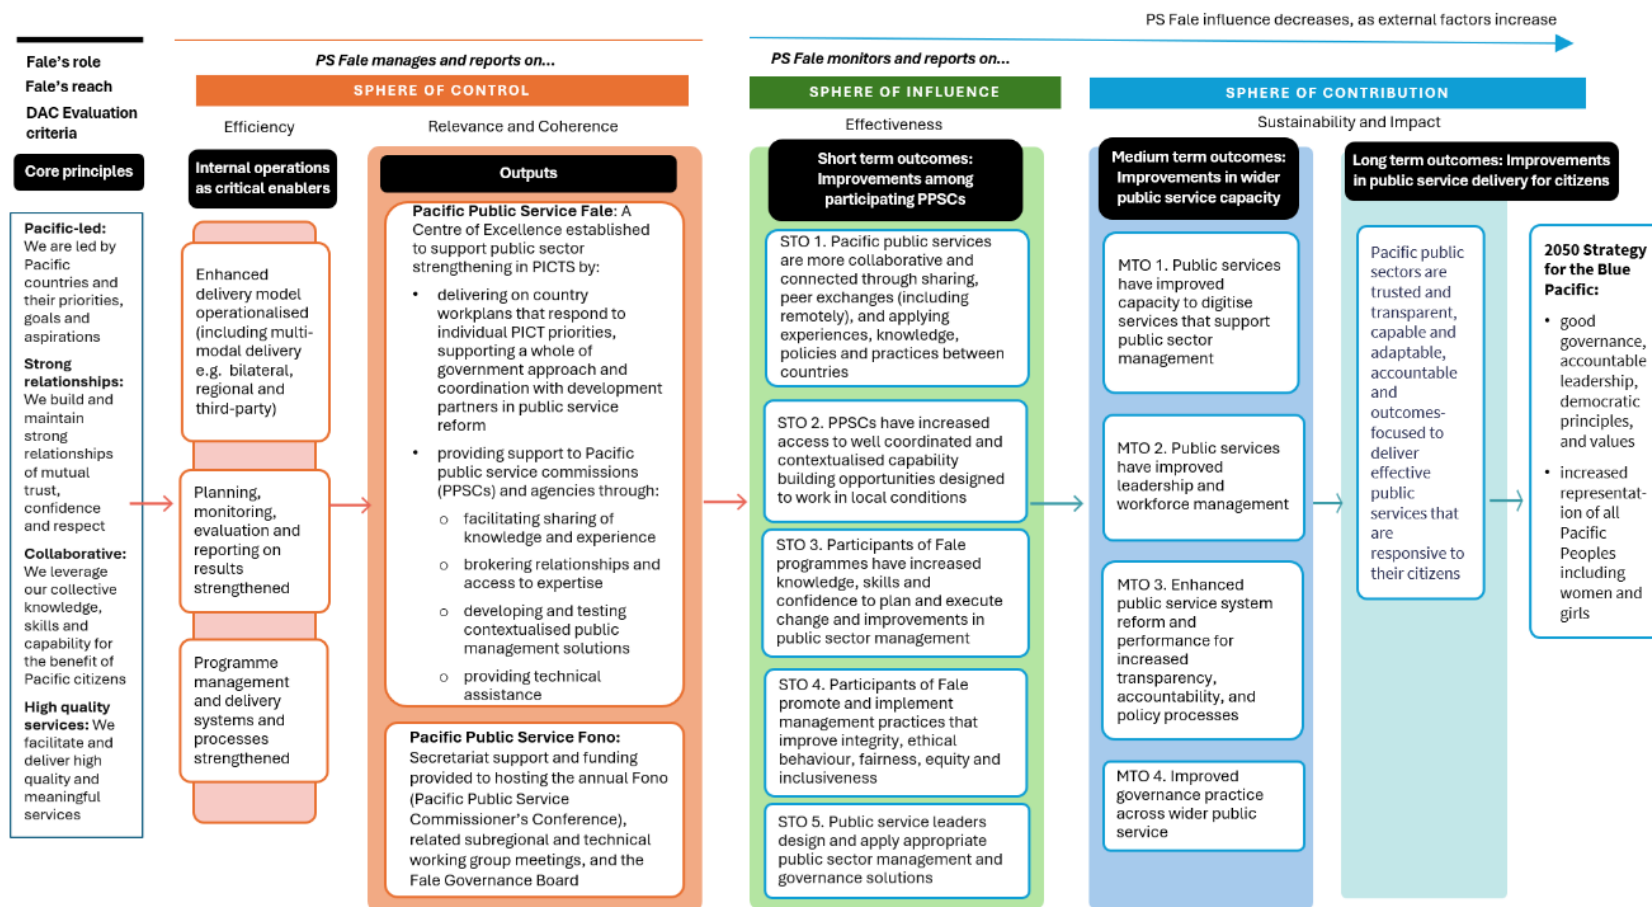 PS Fale influence decreases, as external factors increase
Fale's role
Fale's reach
DAC Evaluation
criteria
PS Fale manages and reports on...
SPHERE OF CONTROL
PS Fale monitors and reports on...
SPHERE OF INFLUENCE
SPHERE OF CONTRIBUTION
Efficiency
Relevance and Coherence
Effectiveness
Sustainability and Impact
Core principles
Pacific-led:
We are led by
Pacific
countries and
their priorities,
goals and
aspirations
Strong
relationships:
We build and
maintain
strong
relationships
of mutual
trust,
confidence
and respect
Collaborative:
We leverage
our collective
knowledge,
skills and
capability for
the benefit of
Pacific citizens
High quality
services: We
facilitate and
deliver high
quality and
meaningful
services
Internal operations
as critical enablers
Enhanced
delivery model
operationalised
(including multi-
modal delivery
e.g. bilateral,
regional and
third-party)
Planning,
monitoring,
evaluation and
reporting on
results
strengthened
Programme
management
and delivery
systems and
processes
strengthened
Outputs
Pacific Public Service Fale: A
Centre of Excellence established
to support public sector
strengthening in PICTS by:
• delivering on country
workplans that respond to
individual PICT priorities,
supporting a whole of
government approach and
coordination with development
partners in public service
reform
• providing support to Pacific
public service commissions
(PPSCs) and agencies through:
o facilitating sharing of
knowledge and experience
o brokering relationships and
access to expertise
o developing and testing
contextualised public
management solutions
o providing technical
assistance
Pacific Public Service Fono:
Secretariat support and funding
provided to hosting the annual Fono
(Pacific Public Service
Commissioner's Conference),
related subregional and technical
working group meetings, and the
Fale Governance Board
Short term outcomes:
Improvements among
participating PPSCs
STO 1. Pacific public services
are more collaborative and
connected through sharing,
peer exchanges (including
remotely), and applying
experiences, knowledge,
policies and practices between
countries
STO 2. PPSCs have increased
access to well coordinated and
contextualised capability
building opportunities designed
to work in local conditions
STO 3. Participants of Fale
programmes have increased
knowledge, skills and
confidence to plan and execute
change and improvements in
public sector management
STO 4. Participants of Fale
promote and implement
management practices that
improve integrity, ethical
behaviour, fairness, equity and
inclusiveness
STO 5. Public service leaders
design and apply appropriate
public sector management and
governance solutions
Medium term outcomes:
Improvements in wider
public service capacity
MTO 1. Public services
have improved
capacity to digitise
services that support
public sector
management
MTO 2. Public services
have improved
leadership and
workforce management
MTO 3. Enhanced
public service system
reform and
performance for
increased
transparency,
accountability, and
policy processes
MTO 4. Improved
governance practice
across wider public
service
Long term outcomes: Improvements
in public service delivery for citizens
Pacific public
sectors are
trusted and
transparent,
capable and
adaptable,
accountable
and
outcomes-
focused to
deliver
effective
public
services that
are
responsive to
their citizens
2050 Strategy
for the Blue
Pacific:
• good
governance,
accountable
leadership,
democratic
principles,
and values
• increased
representat-
ion of all
Pacific
Peoples
including
women and
girls